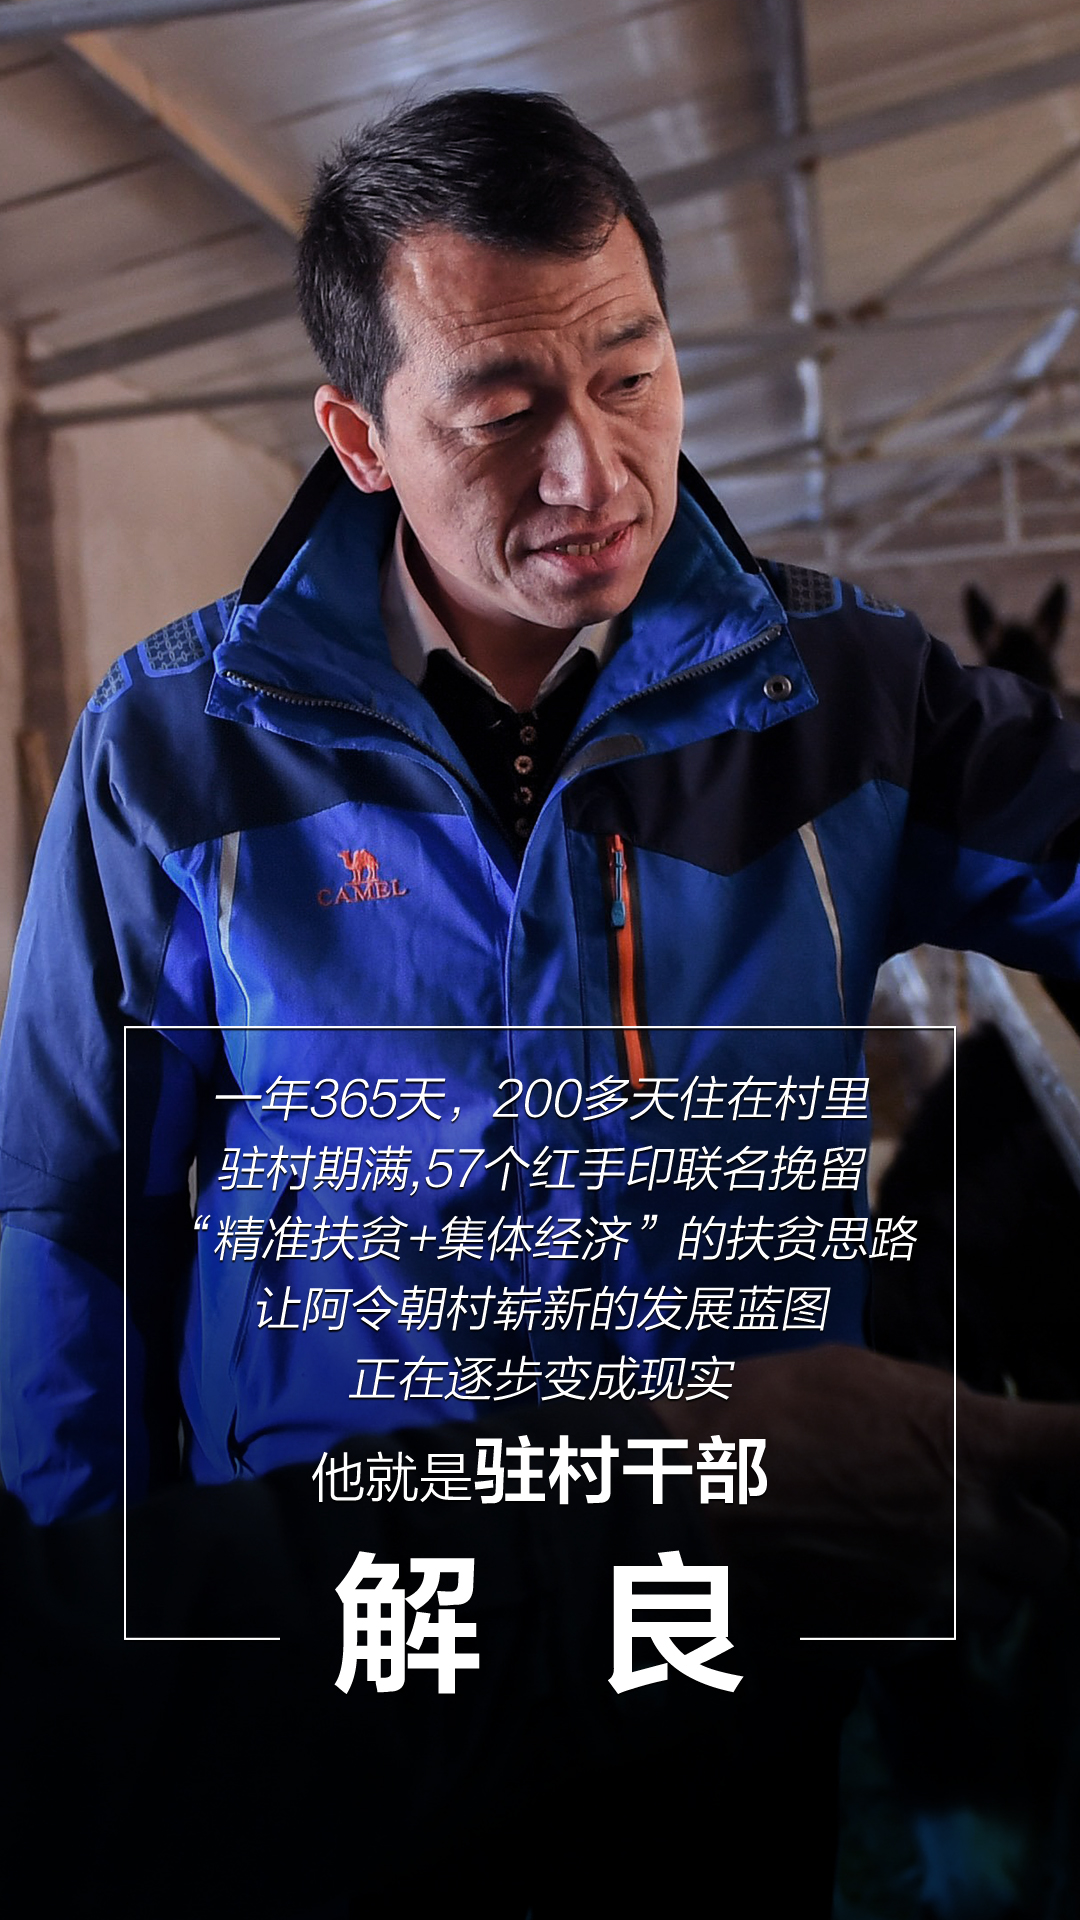 CAMEL
一年365天，200多天住在村里
驻村期满,57个红手印联名挽留
“精准扶贫+集体经济”的扶贫思路
让阿令朝村崭新的发展蓝图
正在逐步变成现实
他就是驻村干部
解 良